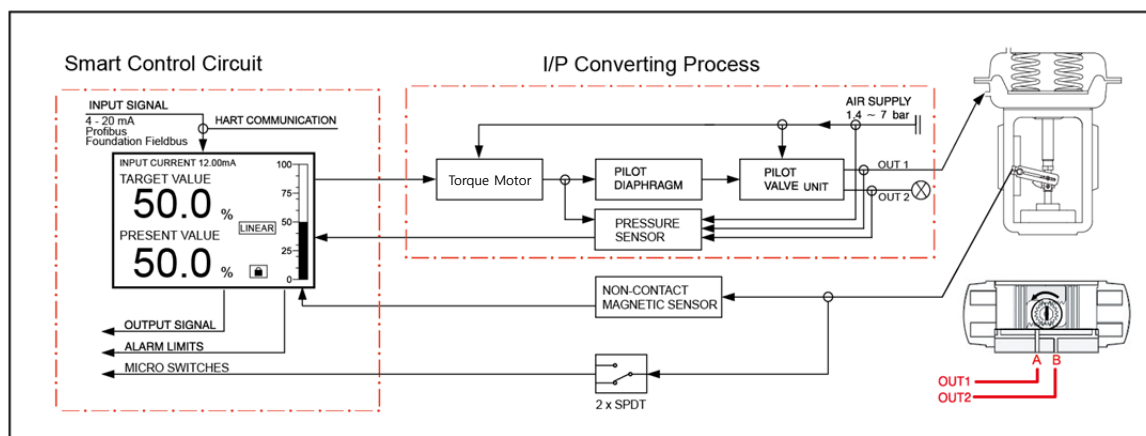 Smart Control Circuit
I/P Converting Process
INPUT SIGNAL
4 - 20 mA
Profibus
Foundation Fieldbus
HART COMMUNICATION
INPUT CURRENT 12.00mA
TARGET VALUE
50.0 %
PRESENT VALUE
50.0 %
LINEAR
100
75
50
25
0
AIR SUPPLY
1.4 ~ 7 bar
Torque Motor
PILOT
DIAPHRAGM
PILOT
VALVE UNIT
OUT 1
OUT 2
PRESSURE
SENSOR
NON-CONTACT
MAGNETIC SENSOR
OUTPUT SIGNAL
ALARM LIMITS
MICRO SWITCHES
2 x SPDT
A B
OUT1
OUT2